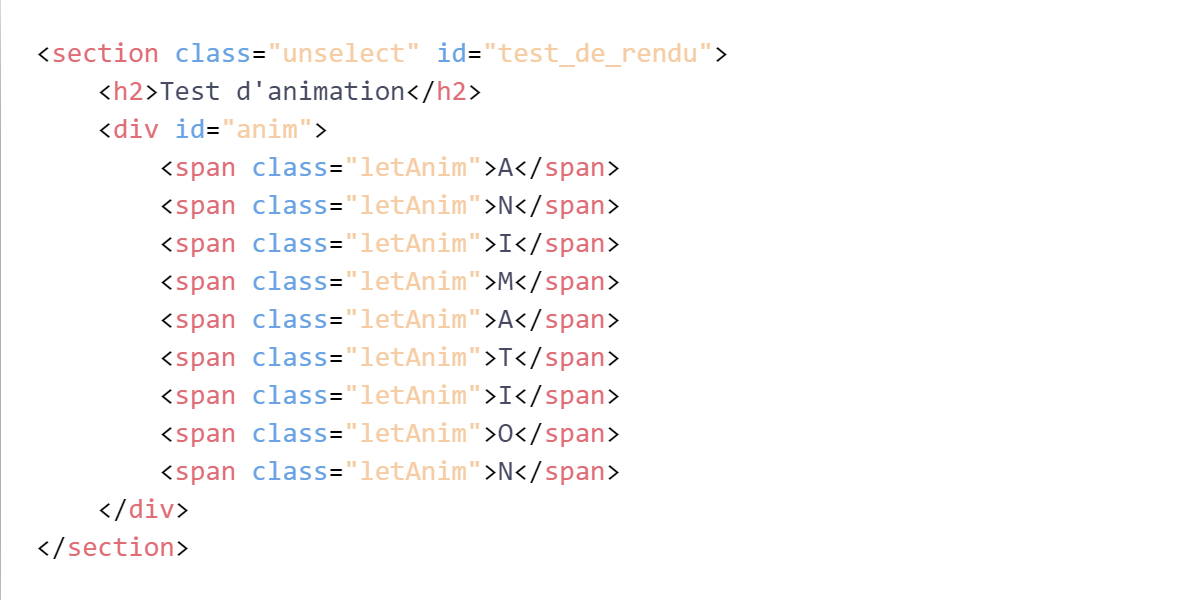 <section class="unselect" id="test_de_rendu">
    <h2>Test d'animation</h2>
    <div id="anim">
        <span class="letAnim">A</span>
        <span class="letAnim">N</span>
        <span class="letAnim">I</span>
        <span class="letAnim">M</span>
        <span class="letAnim">A</span>
        <span class="letAnim">T</span>
        <span class="letAnim">I</span>
        <span class="letAnim">O</span>
        <span class="letAnim">N</span>
    </div>
</section>